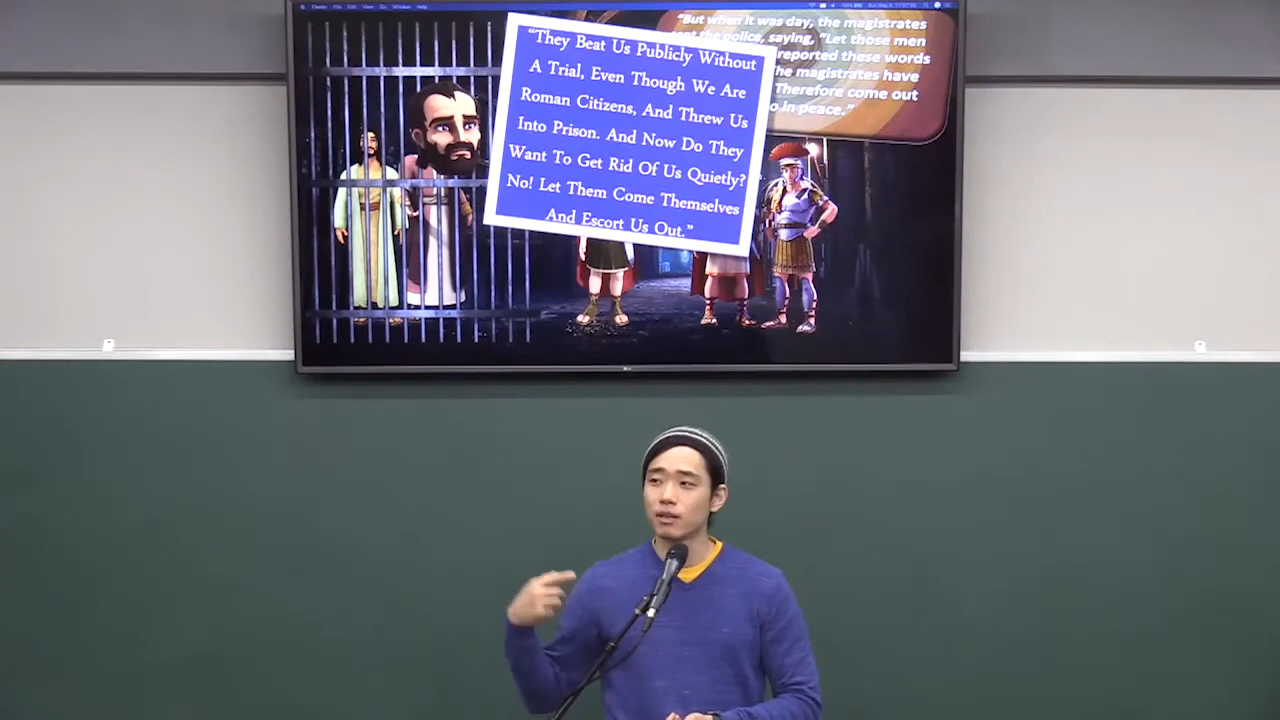 “They Beat Us Publicly Without
A Trial, Even Though We Are
Roman Citizens, And Threw Us
Into Prison. And Now Do They
Want To Get Rid Of Us Quietly?
No! Let Them Come Themselves
And Escort Us Out.”
“But when it was day, the magistrates
the police, saying, “Let those men
reported these words
magistrates have
Therefore come out
in peace.”